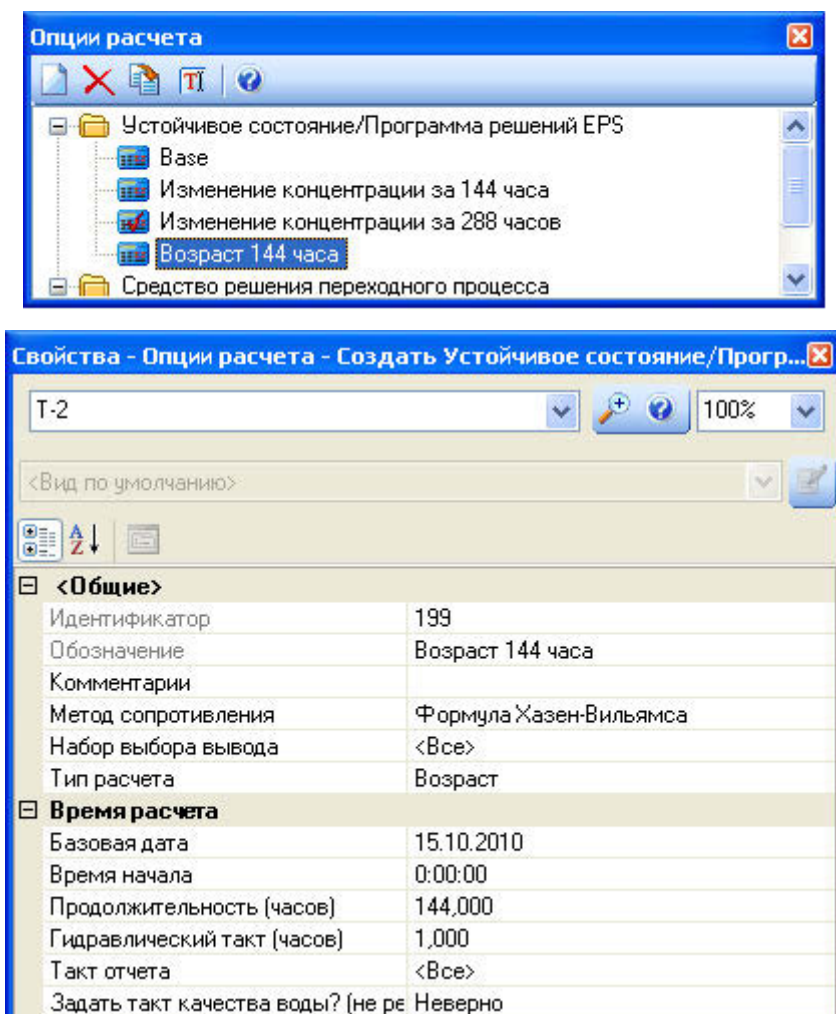 Опции расчета
Устойчивое состояние/Программа решений EPS
Base
Изменение концентрации за 144 часа
Изменение концентрации за 288 часов
Возраст 144 часа
Средство решения переходного процесса
Свойства - Опции расчета - Создать Устойчивое состояние/Прогр...
T-2
100%
<Вид по умолчанию>
<Общие>
Идентификатор 199
Обозначение Возраст 144 часа
Комментарии
Метод сопротивления Формула Хазен-Вильямса
Набор выбора вывода <Все>
Тип расчета Возраст
Время расчета
Базовая дата 15.10.2010
Время начала 0:00:00
Продолжительность (часов) 144,000
Гидравлический такт (часов) 1,000
Такт отчета <Все>
Задать такт качества воды? (не ре Неверно